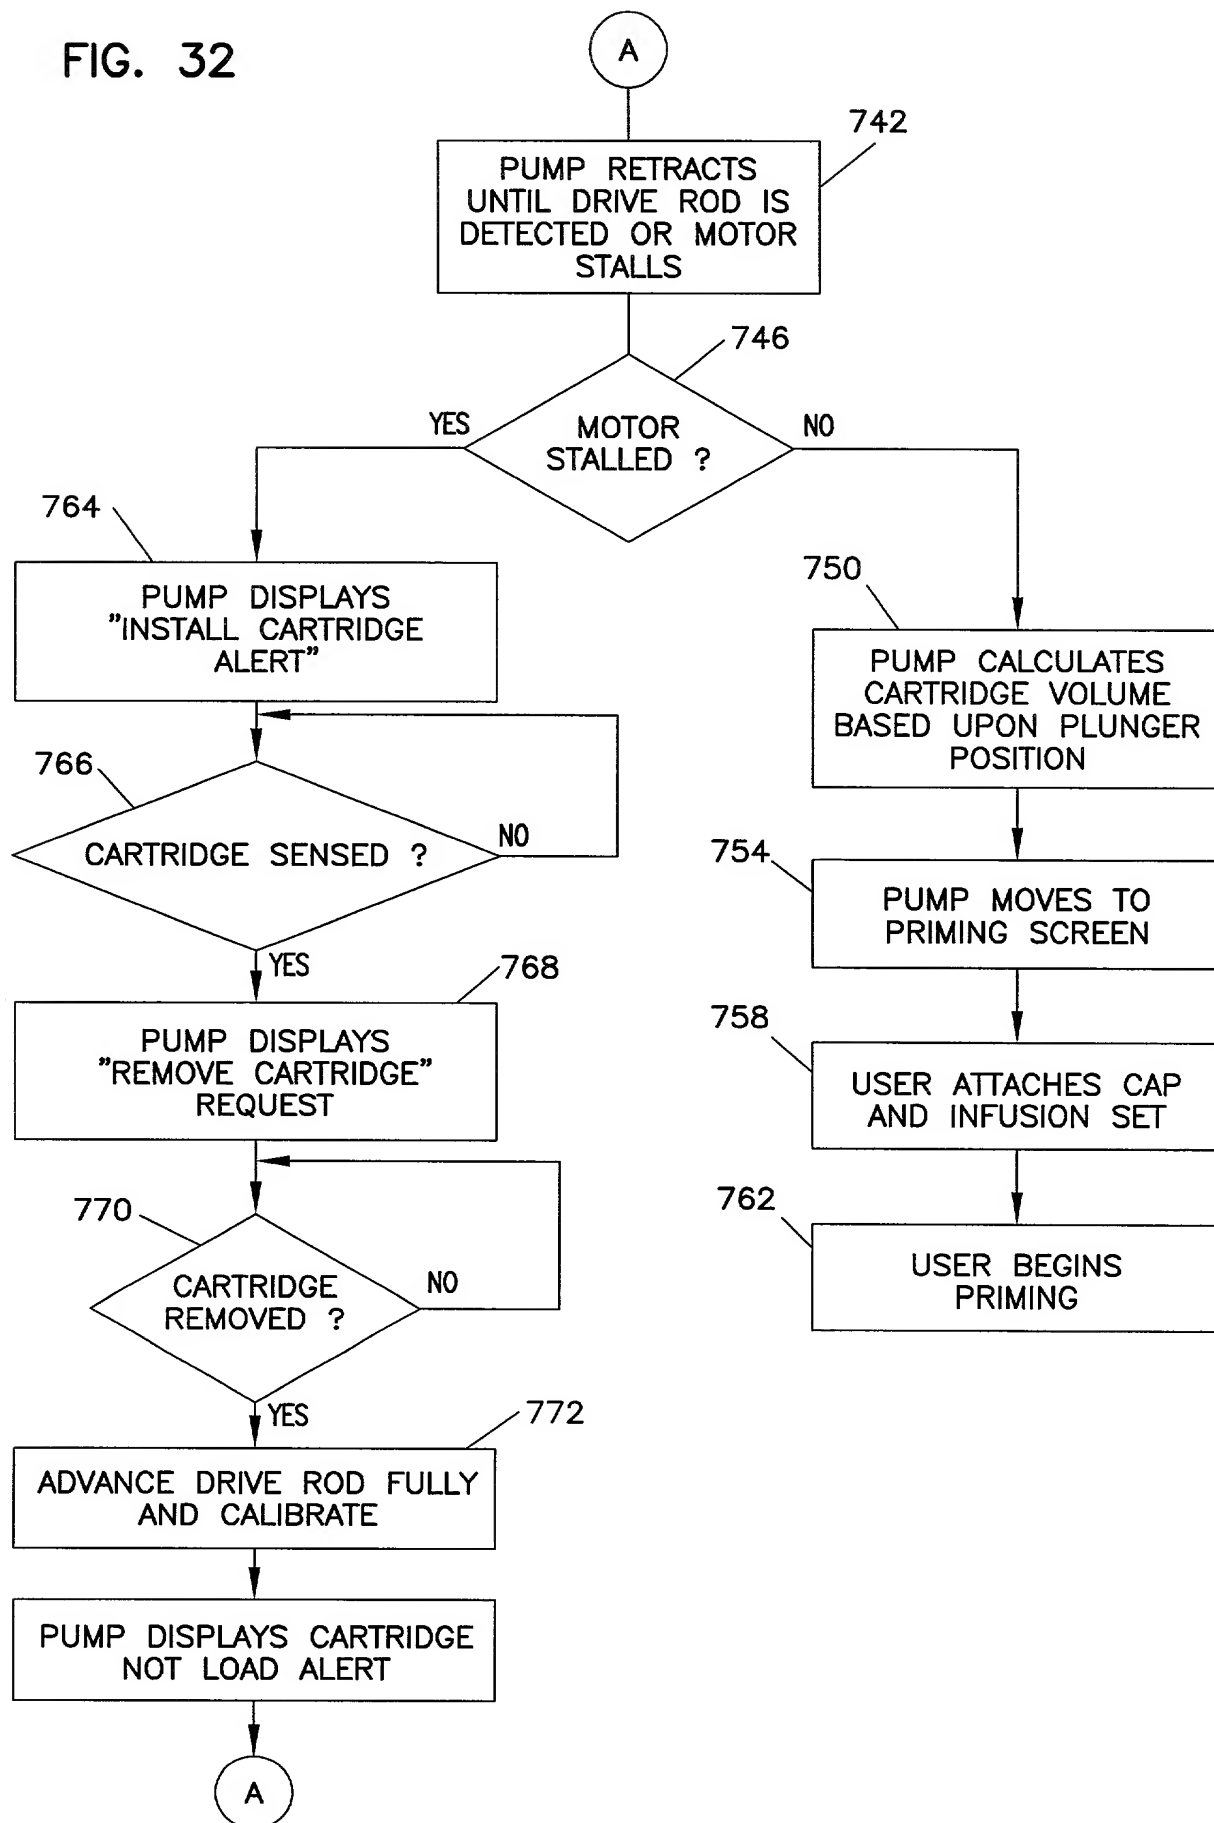 FIG. 32
A
742
PUMP RETRACTS
UNTIL DRIVE ROD IS
DETECTED OR MOTOR
STALLS
746
MOTOR
STALLED ?
YES
NO
764
PUMP DISPLAYS
"INSTALL CARTRIDGE
ALERT"
766
CARTRIDGE SENSED ?
NO
YES
768
PUMP DISPLAYS
"REMOVE CARTRIDGE"
REQUEST
770
CARTRIDGE
REMOVED ?
NO
YES
772
ADVANCE DRIVE ROD FULLY
AND CALIBRATE
PUMP DISPLAYS CARTRIDGE
NOT LOAD ALERT
A
750
PUMP CALCULATES
CARTRIDGE VOLUME
BASED UPON PLUNGER
POSITION
754
PUMP MOVES TO
PRIMING SCREEN
758
USER ATTACHES CAP
AND INFUSION SET
762
USER BEGINS
PRIMING